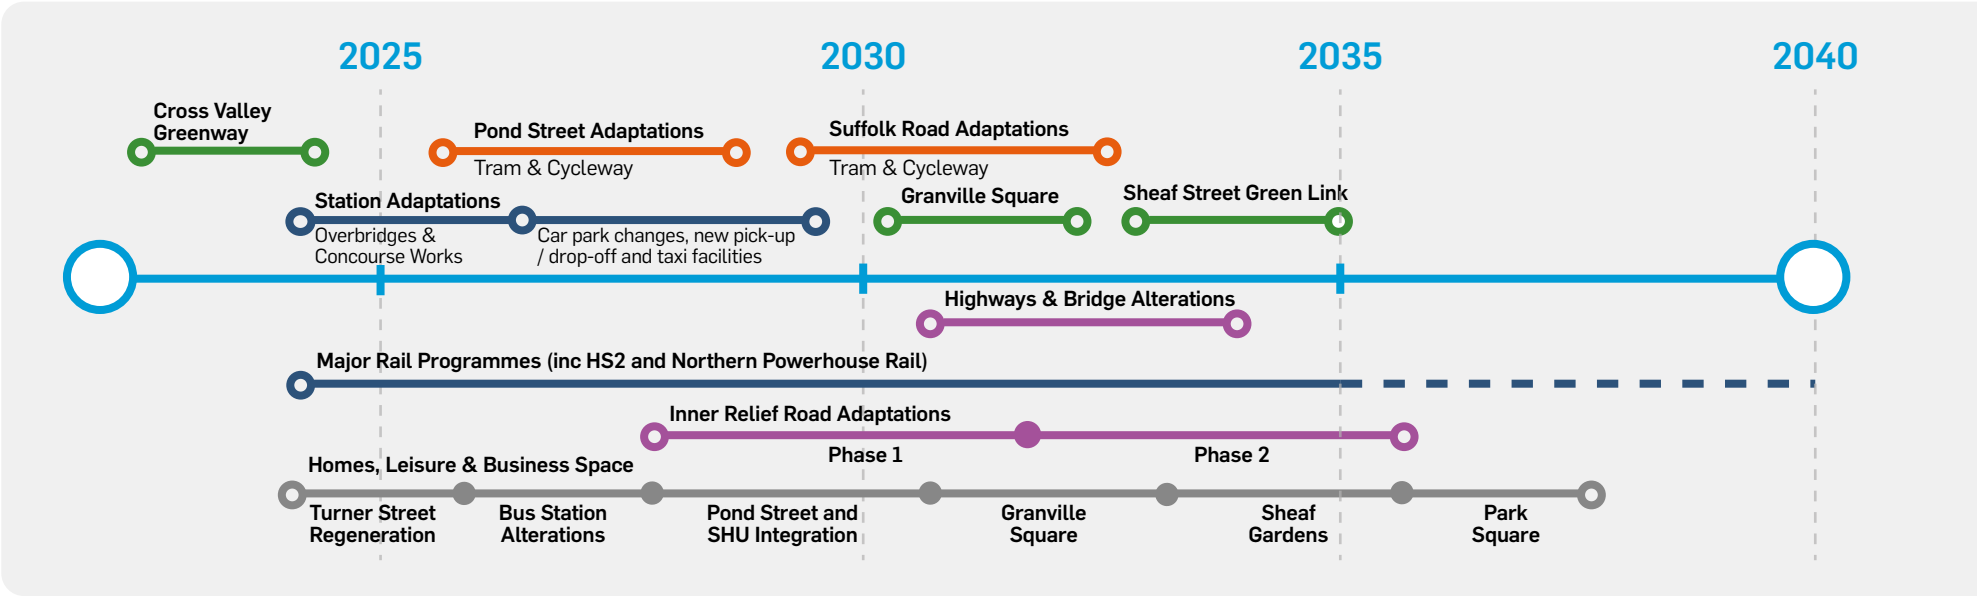 2025 2030 2035 2040
Cross Valley
Greenway
Pond Street Adaptations
Tram & Cycleway
Suffolk Road Adaptations
Tram & Cycleway
Station Adaptations
Overbridges &
Concourse Works
Car park changes, new pick-up
/ drop-off and taxi facilities
Granville Square
Sheaf Street Green Link
Highways & Bridge Alterations
Major Rail Programmes (inc HS2 and Northern Powerhouse Rail)
Inner Relief Road Adaptations
Phase 1
Phase 2
Homes, Leisure & Business Space
Turner Street
Regeneration
Bus Station
Alterations
Pond Street and
SHU Integration
Granville
Square
Sheaf
Gardens
Park
Square